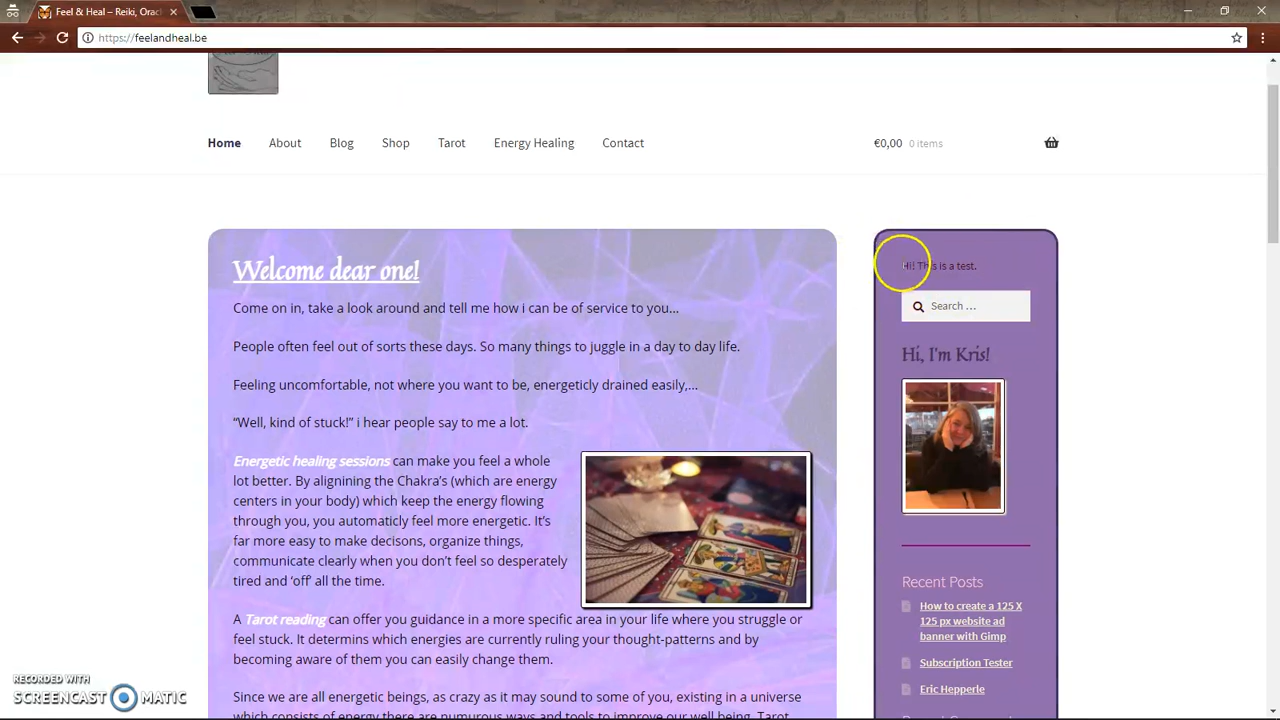 Feel & Heal – Reiki, Orac
https://feelandheal.be
Home About Blog Shop Tarot Energy Healing Contact €0,00 0 items
Welcome dear one!
Come on in, take a look around and tell me how i can be of service to you...
People often feel out of sorts these days. So many things to juggle in a day to day life.
Feeling uncomfortable, not where you want to be, energeticly drained easily,...
“Well, kind of stuck!” i hear people say to me a lot.
Energetic healing sessions can make you feel a whole
lot better. By alignining the Chakra’s (which are energy
centers in your body) which keep the energy flowing
through you, you automaticly feel more energetic. It’s
far more easy to make decisons, organize things,
communicate clearly when you don’t feel so desperately
tired and ‘off’ all the time.
A Tarot reading can offer you guidance in a more specific area in your life where you struggle or
feel stuck. It determins which energies are currently ruling your thought-patterns and by
becoming aware of them you can easily change them.
Since we are all energetic beings, as crazy as it may sound to some of you, existing in a universe
which consists of energy there are numerous ways and tools to improve our well being. Tarot
Hi! This is a test.
Search ...
Hi, I'm Kris!
Recent Posts
How to create a 125 X
125 px website ad
banner with Gimp
Subscription Tester
Eric Hepperle
Recent Comments
RECORDED WITH
SCREENCAST MATIC